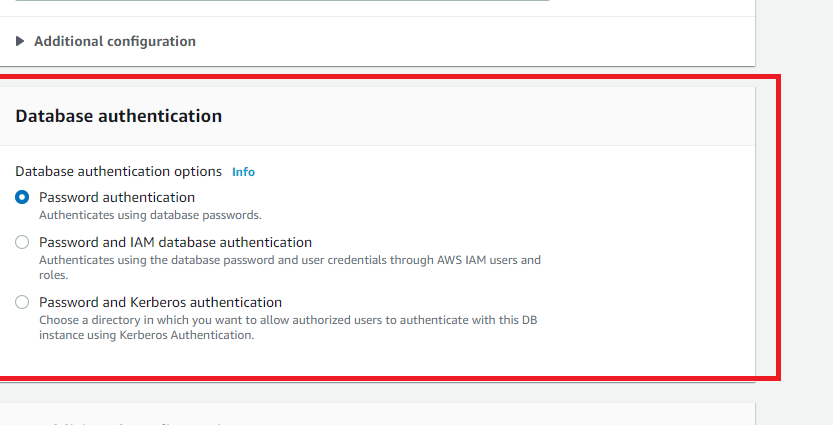 Additional configuration
Database authentication
Database authentication options Info
Password authentication
Authenticates using database passwords.
Password and IAM database authentication
Authenticates using the database password and user credentials through AWS IAM users and
roles.
Password and Kerberos authentication
Choose a directory in which you want to allow authorized users to authenticate with this DB
instance using Kerberos Authentication.